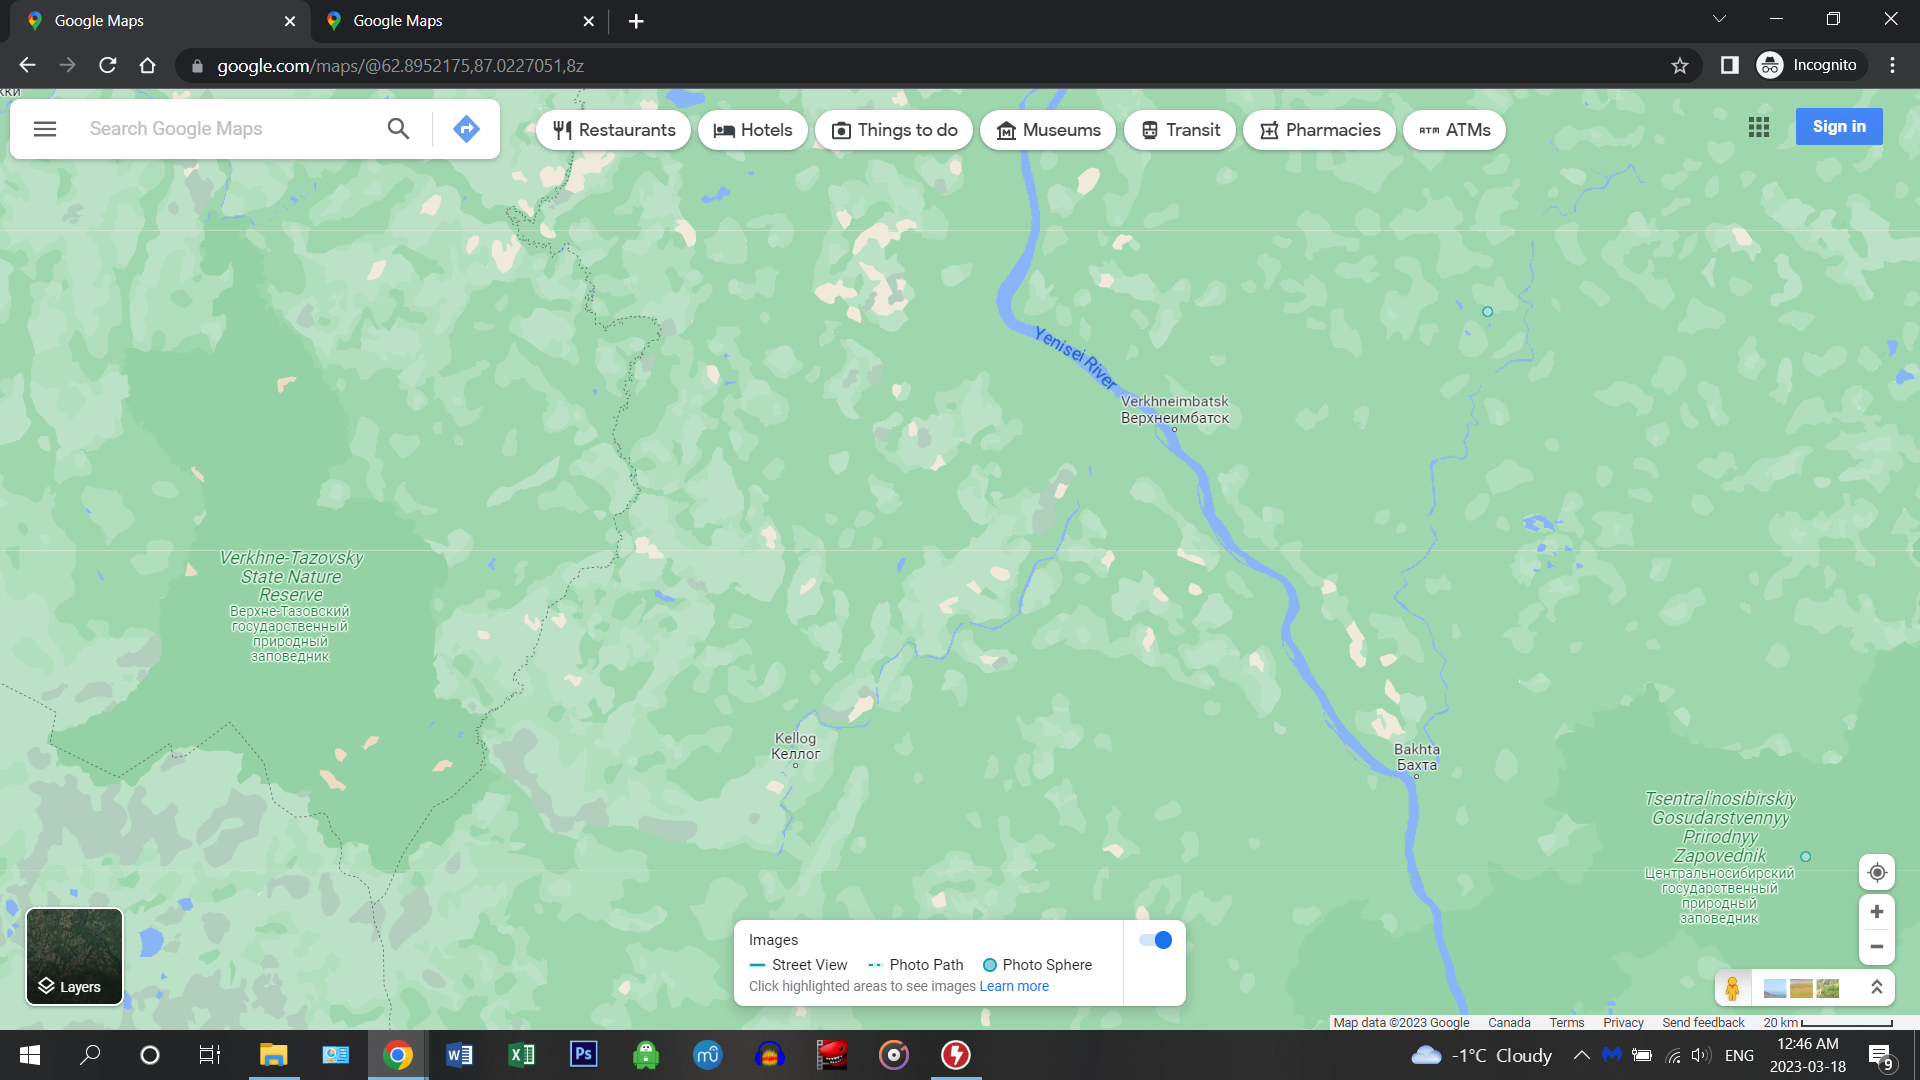 Google Maps
Google Maps
google.com/maps/@62.8952175,87.0227051,8z
Incognito
жки
Search Google Maps
Restaurants
Hotels
Things to do
Museums
Transit
Pharmacies
ATM ATMs
Sign in
Yenisei River
Verkhneimbatsk
Верхнеимбатск
Verkhne-Tazovsky
State Nature
Reserve
Верхне-Тазовский
государственный
природный
заповедник
Kellog
Келлог
Bakhta
Бахта
Tsentral'nosibirskiy
Gosudarstvennyy
Prirodnyy
Zapovednik
Центральносибирский
государственный
природный
заповедник
Layers
Images
Street View
Photo Path
Photo Sphere
Click highlighted areas to see images Learn more
Map data ©2023 Google
Canada
Terms
Privacy
Send feedback
20 km
-1°C Cloudy
ENG
12:46 AM
2023-03-18
9